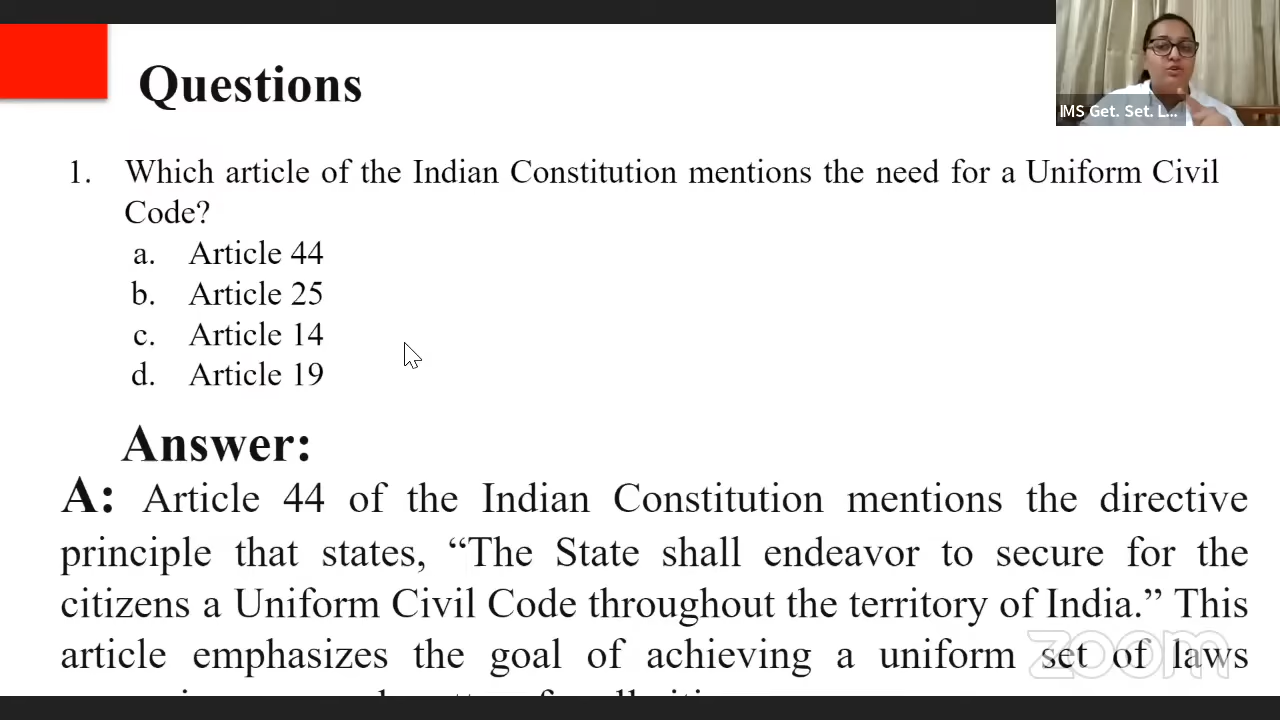 Questions
IMS Get. Set. L...
1. Which article of the Indian Constitution mentions the need for a Uniform Civil
Code?
a. Article 44
b. Article 25
c. Article 14
d. Article 19
Answer:
A: Article 44 of the Indian Constitution mentions the directive
principle that states, “The State shall endeavor to secure for the
citizens a Uniform Civil Code throughout the territory of India.” This
article emphasizes the goal of achieving a uniform set of laws
zoom